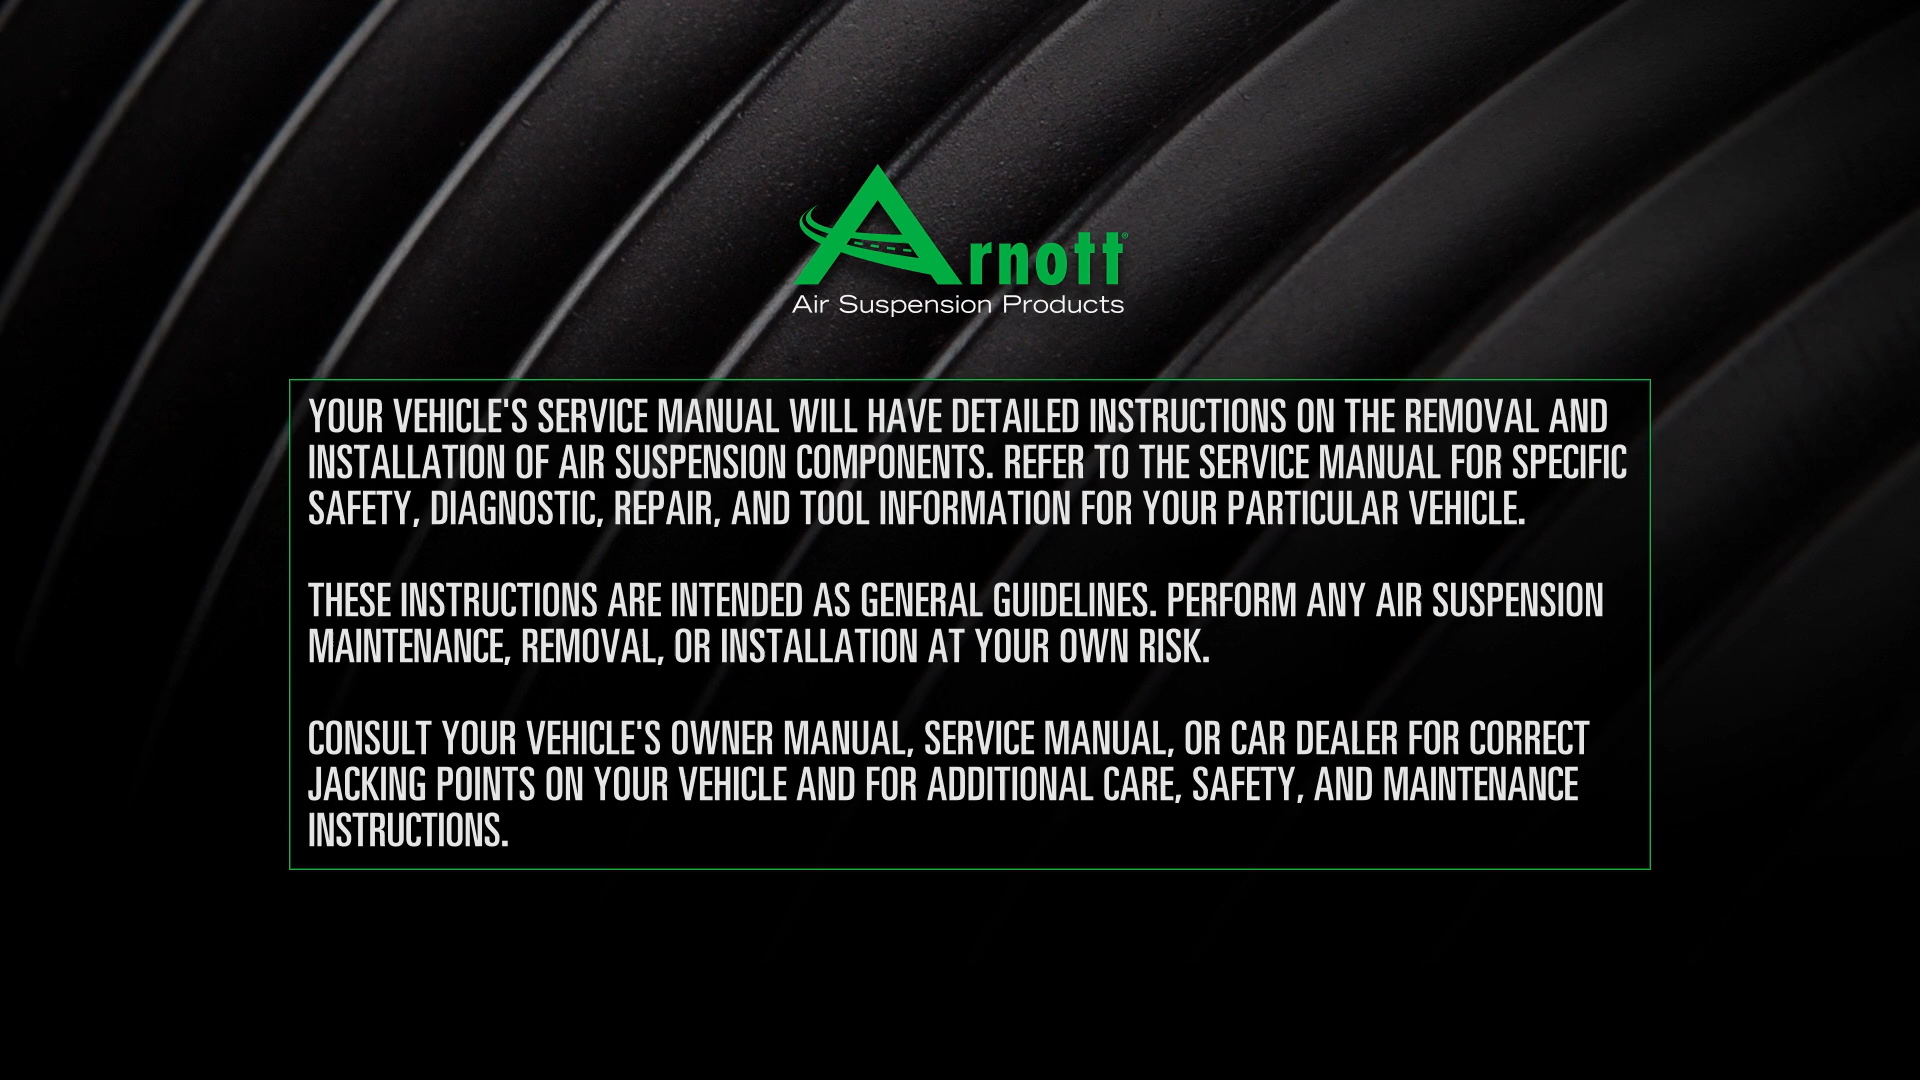 Arnott®
Air Suspension Products
YOUR VEHICLE'S SERVICE MANUAL WILL HAVE DETAILED INSTRUCTIONS ON THE REMOVAL AND
INSTALLATION OF AIR SUSPENSION COMPONENTS. REFER TO THE SERVICE MANUAL FOR SPECIFIC
SAFETY, DIAGNOSTIC, REPAIR, AND TOOL INFORMATION FOR YOUR PARTICULAR VEHICLE.
THESE INSTRUCTIONS ARE INTENDED AS GENERAL GUIDELINES. PERFORM ANY AIR SUSPENSION
MAINTENANCE, REMOVAL, OR INSTALLATION AT YOUR OWN RISK.
CONSULT YOUR VEHICLE'S OWNER MANUAL, SERVICE MANUAL, OR CAR DEALER FOR CORRECT
JACKING POINTS ON YOUR VEHICLE AND FOR ADDITIONAL CARE, SAFETY, AND MAINTENANCE
INSTRUCTIONS.